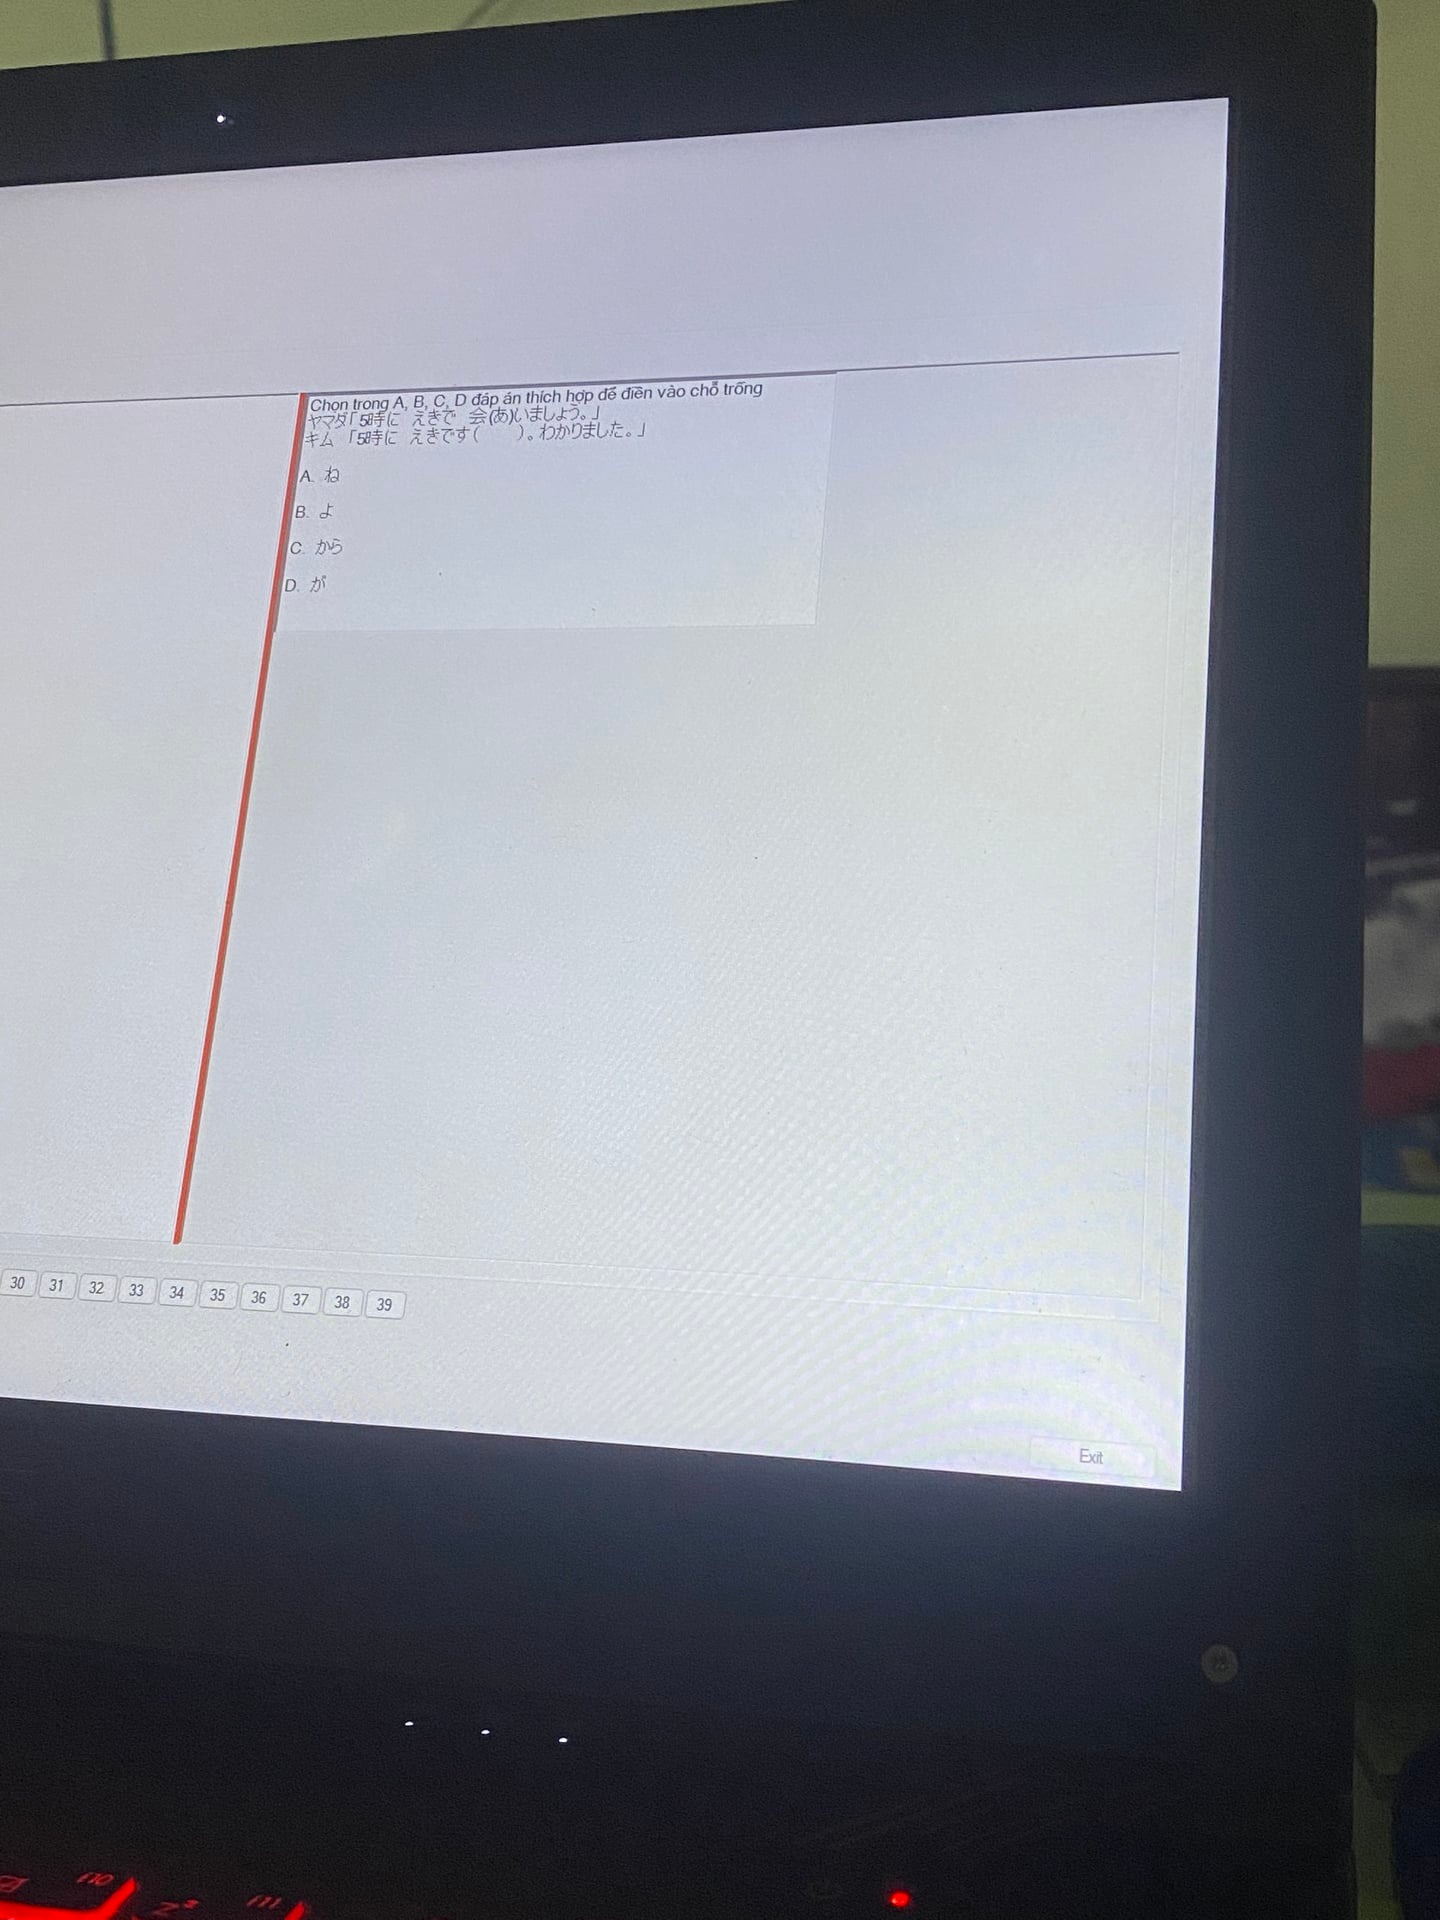 Chọn trong A, B, C, D đáp án thích hợp để điền vào chỗ trống
ヤマダ「5時に えきで 会(あ)いましょう。」
キム 「5時に えきです(　　)。わかりました。」
A. ね
B. よ
C. から
D. が
30 31 32 33 34 35 36 37 38 39
Exit
f10
f11